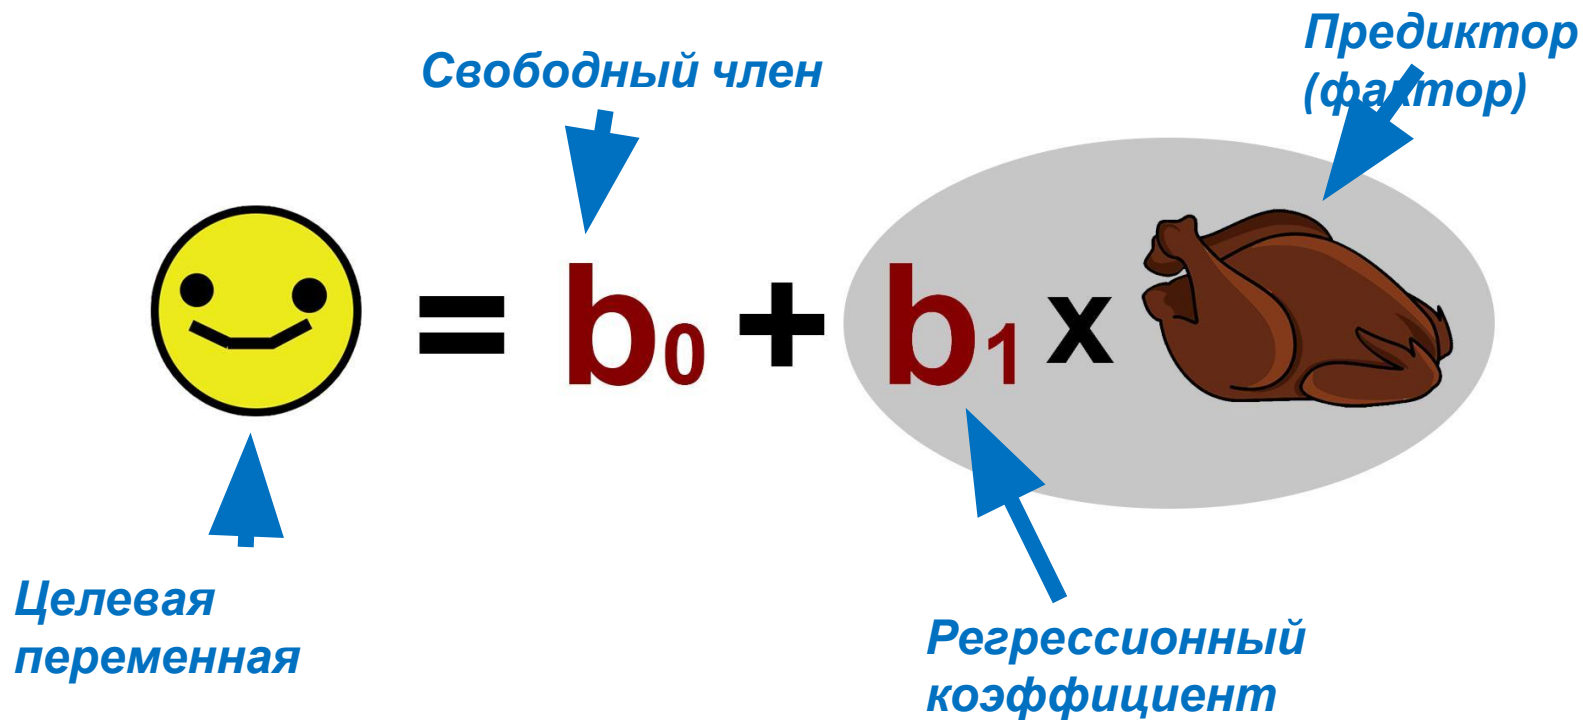 Предиктор
(фактор)
Свободный член
= b0 + b1 x
Целевая
переменная
Регрессионный
коэффициент